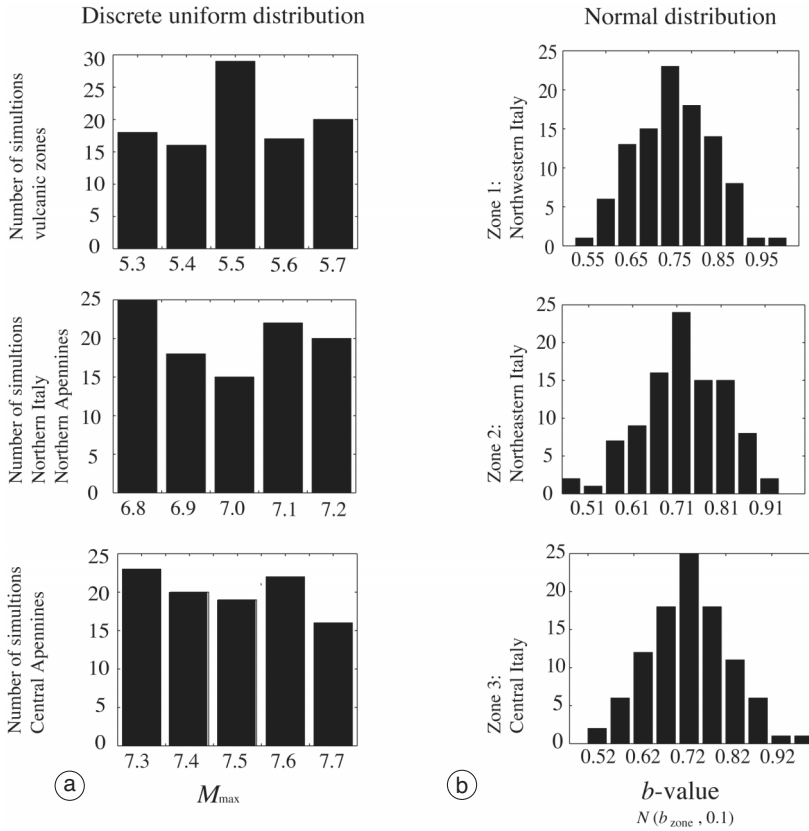 Discrete uniform distribution
Normal distribution
Number of simultions
vulcanic zones
30
25
20
15
10
5
0
5.3 5.4 5.5 5.6 5.7
Zone 1:
Northwestern Italy
25
20
15
10
5
0
0.55 0.65 0.75 0.85 0.95
Number of simultions
Northern Italy
Northern Apennines
25
20
15
10
5
0
6.8 6.9 7.0 7.1 7.2
Zone 2:
Northeastern Italy
25
20
15
10
5
0
0.51 0.61 0.71 0.81 0.91
Number of simultions
Central Apennines
25
20
15
10
5
0
7.3 7.4 7.5 7.6 7.7
Zone 3:
Central Italy
25
20
15
10
5
0
0.52 0.62 0.72 0.82 0.92
a
Mmax
b
b-value
N (b zone , 0.1)